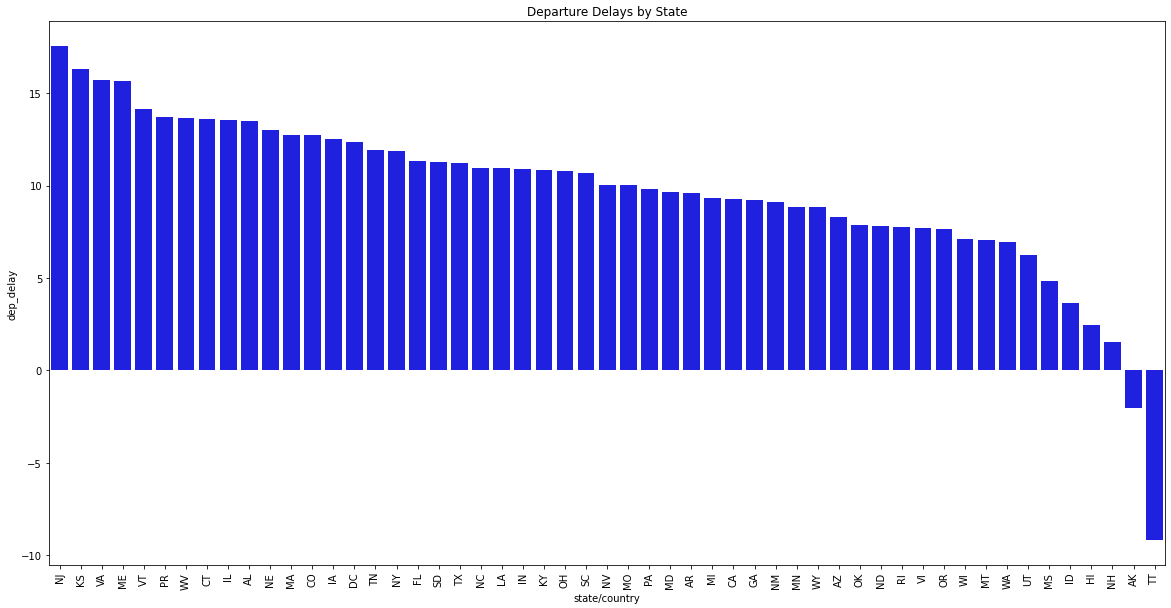 Departure Delays by State
dep_delay
15
10
5
0
−5
−10
NJ KS VA ME VT PR WV CT IL AL NE MA CO IA DC TN NY FL SD TX NC LA IN KY OH SC NV MO PA MD AR MI CA GA NM MN WY AZ OK ND RI VI OR WI MT WA UT MS ID HI NH AK TT
state/country